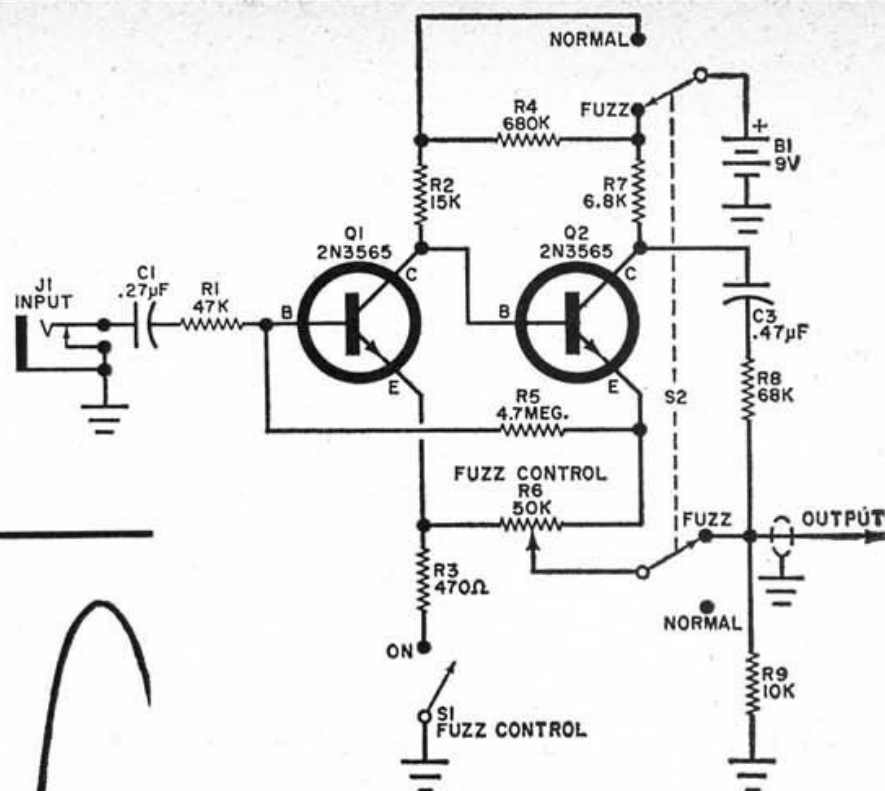 NORMAL
R4
680K
FUZZ
+
B1
9V
R2
15K
R7
6.8K
Q1
2N3565
Q2
2N3565
J1
INPUT
C1
.27µF
R1
47K
B
C
E
B
C
E
C3
.47µF
R8
68K
S2
R5
4.7MEG.
FUZZ CONTROL
R6
50K
FUZZ
OUTPUT
R3
470Ω
NORMAL
ON
R9
10K
S1
FUZZ CONTROL